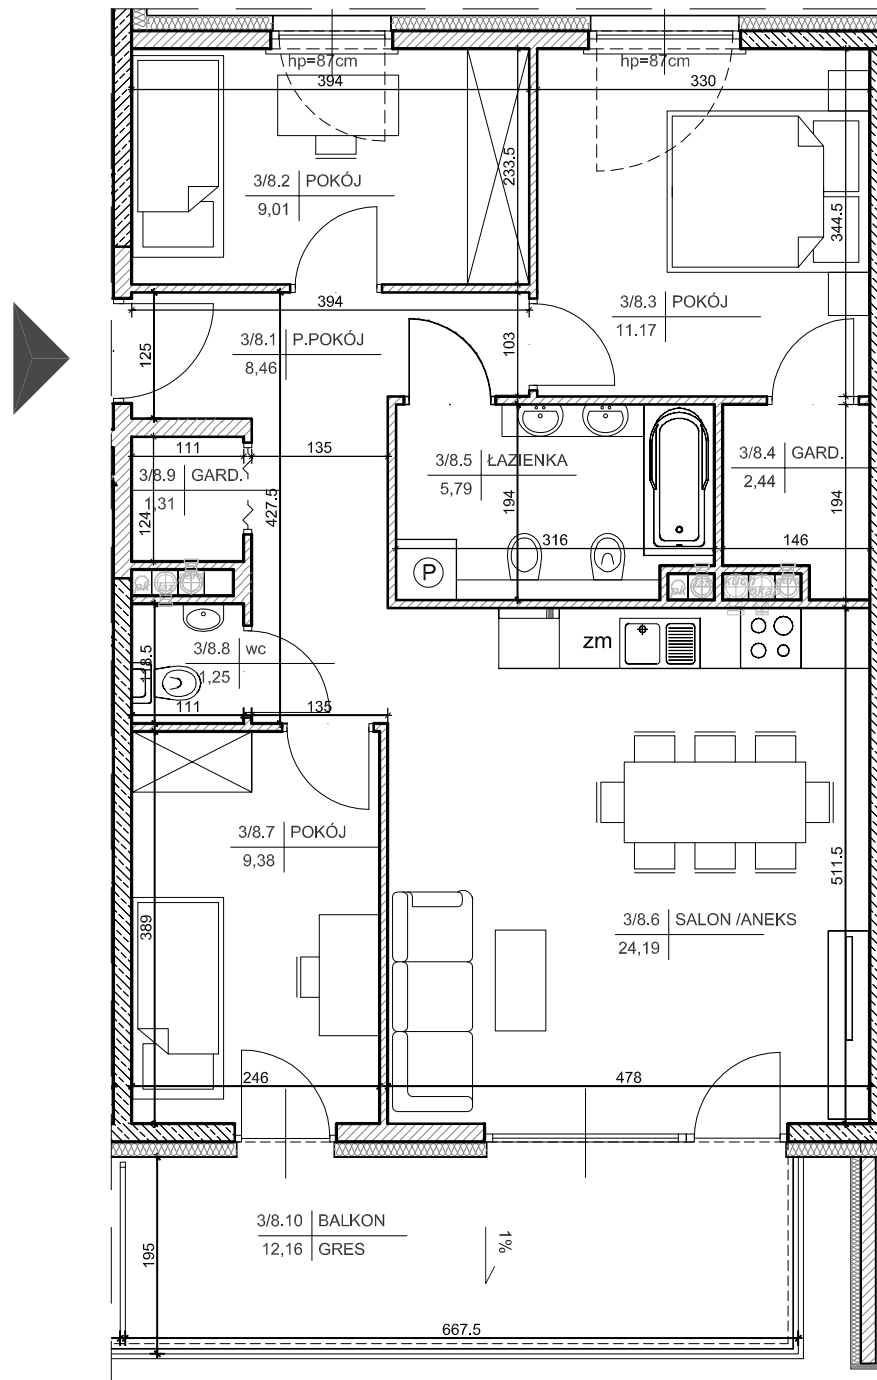 hp=87cm
hp=87cm
394
330
233.5
344.5
3/8.2 POKÓJ
9,01
394
3/8.3 POKÓJ
11.17
125
3/8.1 P.POKÓJ
8,46
103
111
135
3/8.9 GARD.
1,31
124
427.5
3/8.5 ŁAZIENKA
5,79
194
316
3/8.4 GARD.
2,44
194
146
P
3/8.8 wc
1,25
118.5
111
135
zm
3/8.7 POKÓJ
9,38
389
511.5
3/8.6 SALON /ANEKS
24,19
246
478
3/8.10 BALKON
12,16 GRES
1%
195
667.5